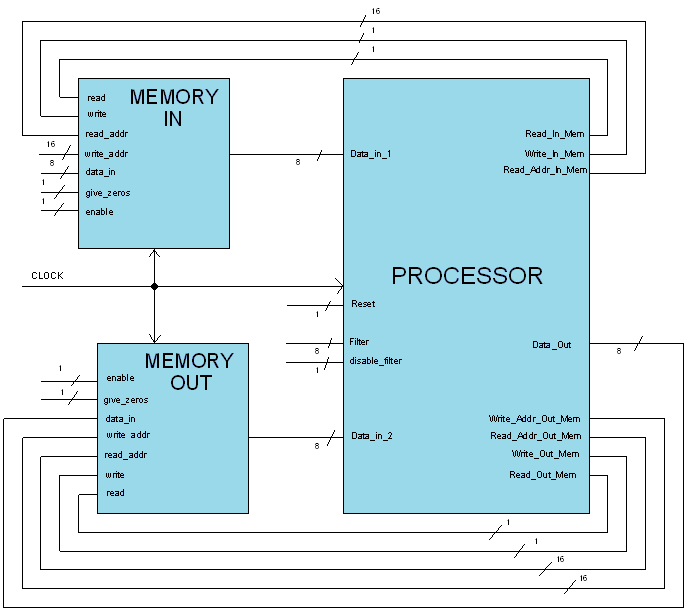 16
1
1
MEMORY
IN
read
write
read_addr
16
write_addr
8
data_in
1
give_zeros
1
enable
8
Data_in_1
Read_In_Mem
Write_In_Mem
Read_Addr_In_Mem
PROCESSOR
CLOCK
Reset
1
Filter
8
disable_filter
1
Data_Out
8
MEMORY
OUT
1
enable
1
give_zeros
data_in
write_addr
read_addr
write
read
8
Data_in_2
Write_Addr_Out_Mem
Read_Addr_Out_Mem
Write_Out_Mem
Read_Out_Mem
1
1
16
16